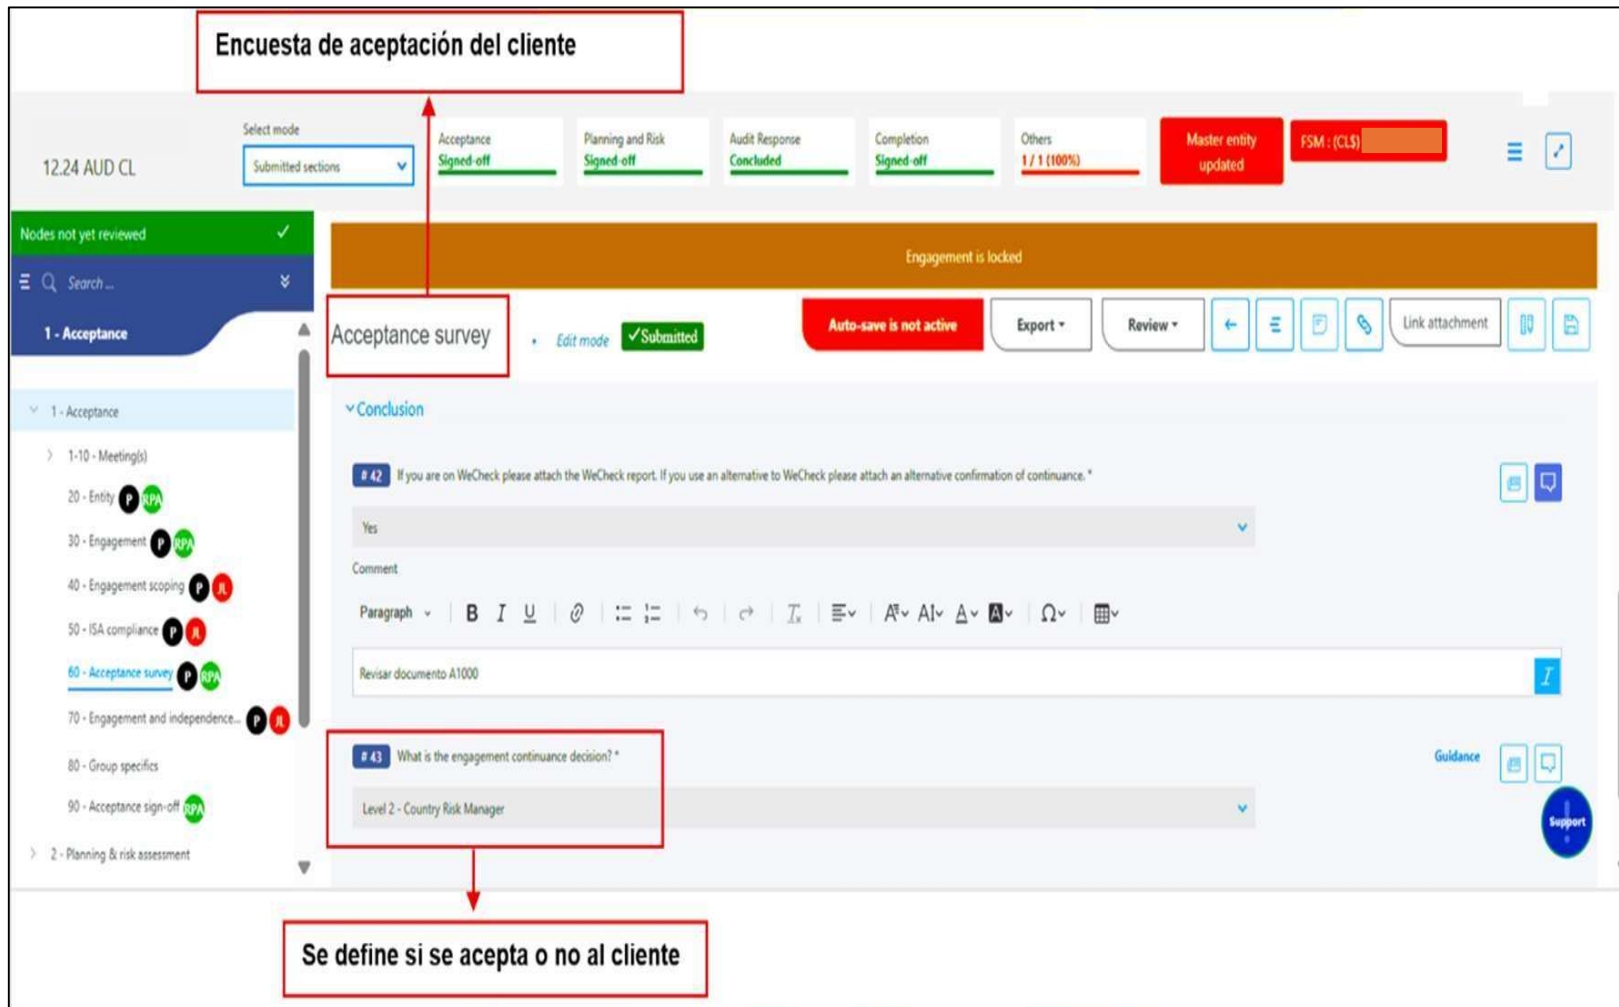 Encuesta de aceptación del cliente
12.24 AUD CL
Select mode
Submitted sections
Acceptance
Signed-off
Planning and Risk
Signed-off
Audit Response
Concluded
Completion
Signed-off
Others
1 / 1 (100%)
Master entity
updated
FSM : (CL$)
Nodes not yet reviewed
Search ...
1 - Acceptance
1 - Acceptance
1-10 - Meeting(s)
20 - Entity P RPA
30 - Engagement P RPA
40 - Engagement scoping P JL
50 - ISA compliance P JL
60 - Acceptance survey P RPA
70 - Engagement and independence... P JL
80 - Group specifics
90 - Acceptance sign-off RPA
2 - Planning & risk assessment
Engagement is locked
Acceptance survey
Edit mode
Submitted
Auto-save is not active
Export
Review
Link attachment
Conclusion
# 42 If you are on WeCheck please attach the WeCheck report. If you use an alternative to WeCheck please attach an alternative confirmation of continuance. *
Yes
Comment
Paragraph
Revisar documento A1000
# 43 What is the engagement continuance decision? *
Guidance
Level 2 - Country Risk Manager
Support
Se define si se acepta o no al cliente